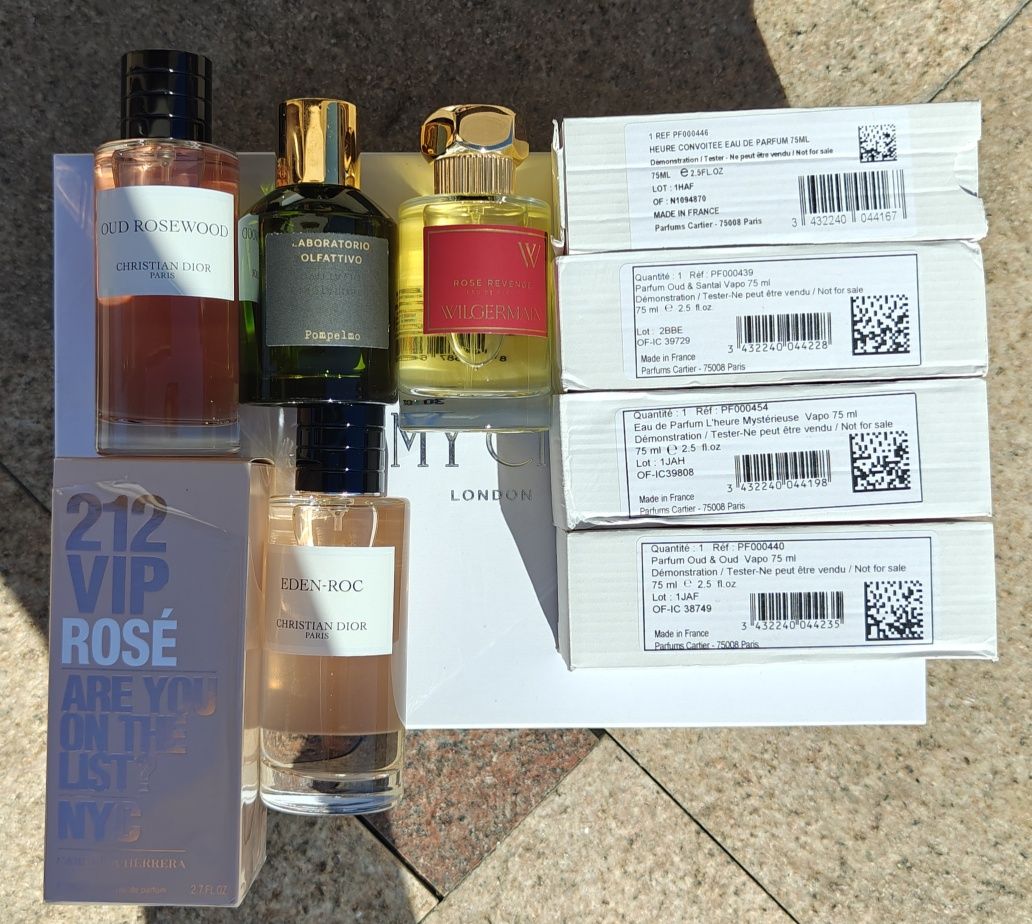 OUD ROSEWOOD
CHRISTIAN DIOR
PARIS
LABORATORIO
OLFATTIVO
Pompelmo
W
ROSE REVENGE
WILGERMAIN
MY
LONDON
212
VIP
ROSÉ
ARE YOU
ON THE
LIST?
NYC
HERRERA
eau de parfum 2.7 FL.OZ
EDEN-ROC
CHRISTIAN DIOR
PARIS
1 REF PF000446
HEURE CONVOITEE EAU DE PARFUM 75ML
Démonstration / Tester - Ne peut être vendu / Not for sale
75ML e 2.5FL.OZ
LOT : 1HAF
OF : N1094870
MADE IN FRANCE
Parfums Cartier - 75008 Paris
3 432240 044167
Quantité : 1 Réf : PF000439
Parfum Oud & Santal Vapo 75 ml
Démonstration / Tester-Ne peut être vendu / Not for sale
75 ml e 2.5 fl.oz
Lot : 2BBE
OF-IC 39729
3 432240 044228
Made in France
Parfums Cartier - 75008 Paris
Quantité : 1 Réf : PF000454
Eau de Parfum L'heure Mystérieuse Vapo 75 ml
Démonstration / Tester-Ne peut être vendu / Not for sale
75 ml e 2.5 fl.oz
Lot : 1JAH
OF-IC39808
3 432240 044198
Made in France
Parfums Cartier - 75008 Paris
Quantité : 1 Réf : PF000440
Parfum Oud & Oud Vapo 75 ml
Démonstration / Tester-Ne peut être vendu / Not for sale
75 ml e 2.5 fl.oz
Lot : 1JAF
OF-IC 38749
3 432240 044235
Made in France
Parfums Cartier - 75008 Paris